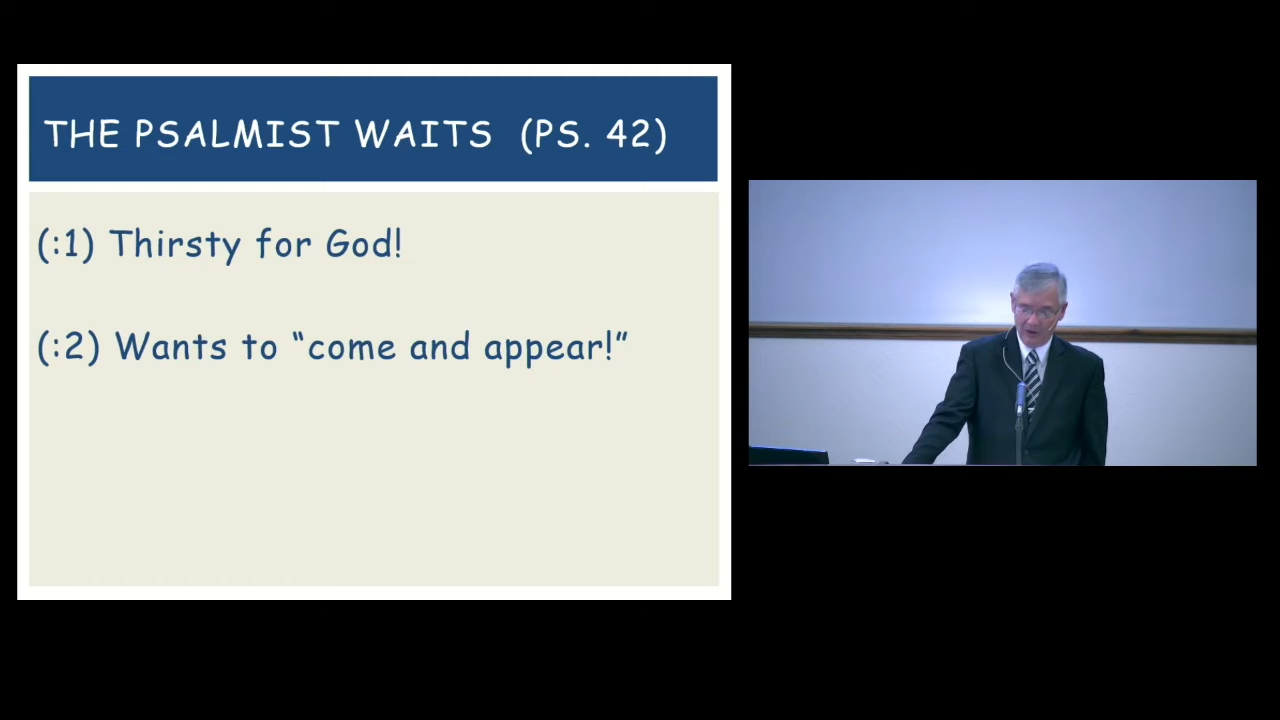 THE PSALMIST WAITS (PS. 42)
(:1) Thirsty for God!
(:2) Wants to “come and appear!”